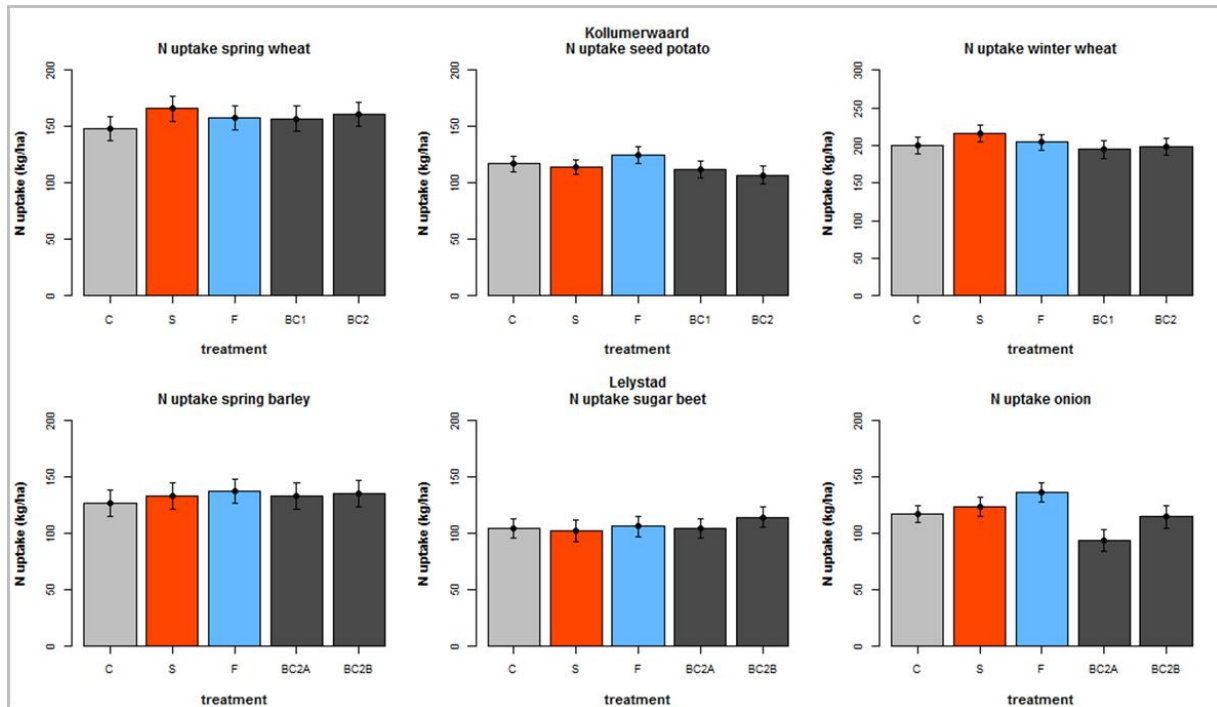 Kollumerwaard
N uptake spring wheat
N uptake (kg/ha)
0
50
100
150
200
C S F BC1 BC2
treatment
N uptake seed potato
N uptake (kg/ha)
0
50
100
150
200
C S F BC1 BC2
treatment
N uptake winter wheat
N uptake (kg/ha)
0
50
100
150
200
250
300
C S F BC1 BC2
treatment
Lelystad
N uptake spring barley
N uptake (kg/ha)
0
50
100
150
200
C S F BC2A BC2B
treatment
N uptake sugar beet
N uptake (kg/ha)
0
50
100
150
200
C S F BC2A BC2B
treatment
N uptake onion
N uptake (kg/ha)
0
50
100
150
200
C S F BC2A BC2B
treatment